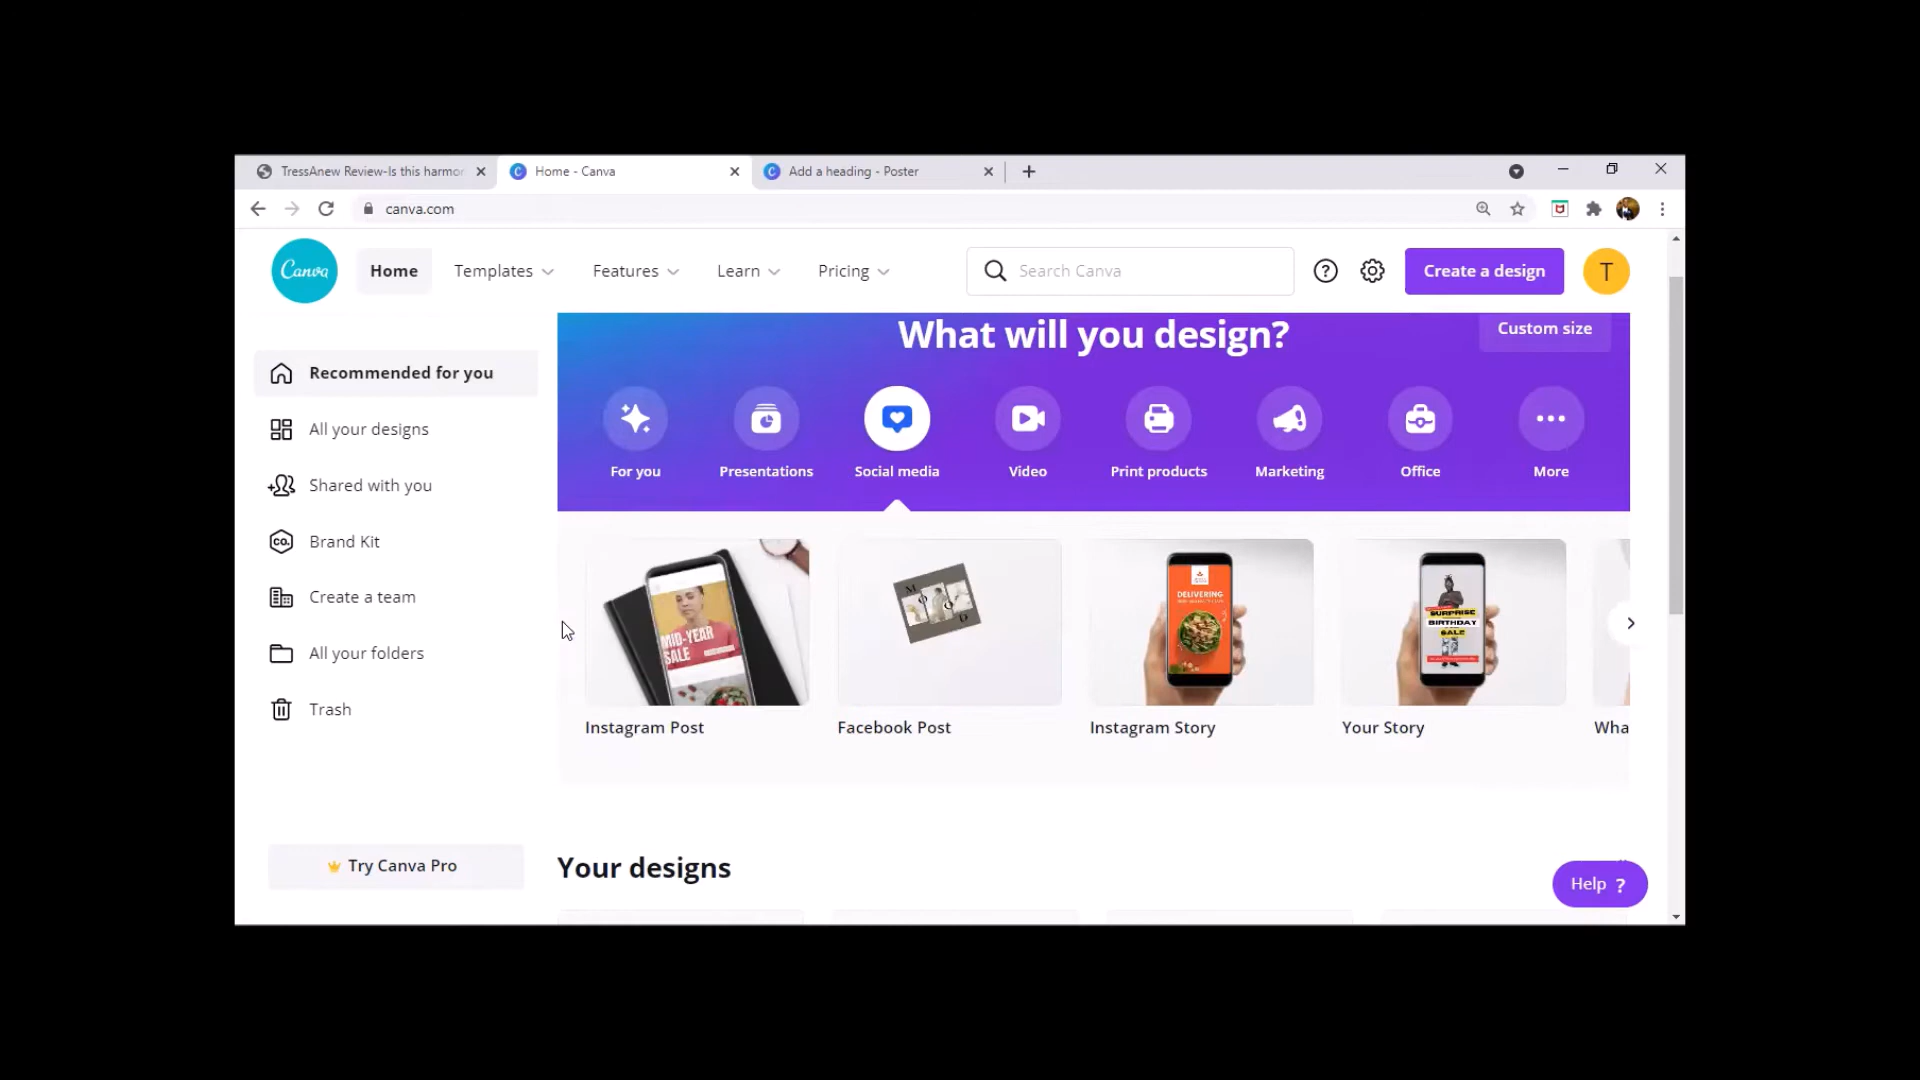 TressAnew Review-Is this harmo
Home - Canva
Add a heading - Poster
canva.com
Canva
Home
Templates
Features
Learn
Pricing
Search Canva
Create a design
T
What will you design?
Custom size
Recommended for you
All your designs
Shared with you
CO.
Brand Kit
Create a team
All your folders
Trash
Try Canva Pro
For you
Presentations
Social media
Video
Print products
Marketing
Office
More
MID-YEAR
SALE
M
O
O
D
DELIVERING
SURPRISE
BIRTHDAY
SALE
Instagram Post
Facebook Post
Instagram Story
Your Story
Wha
Your designs
Help ?